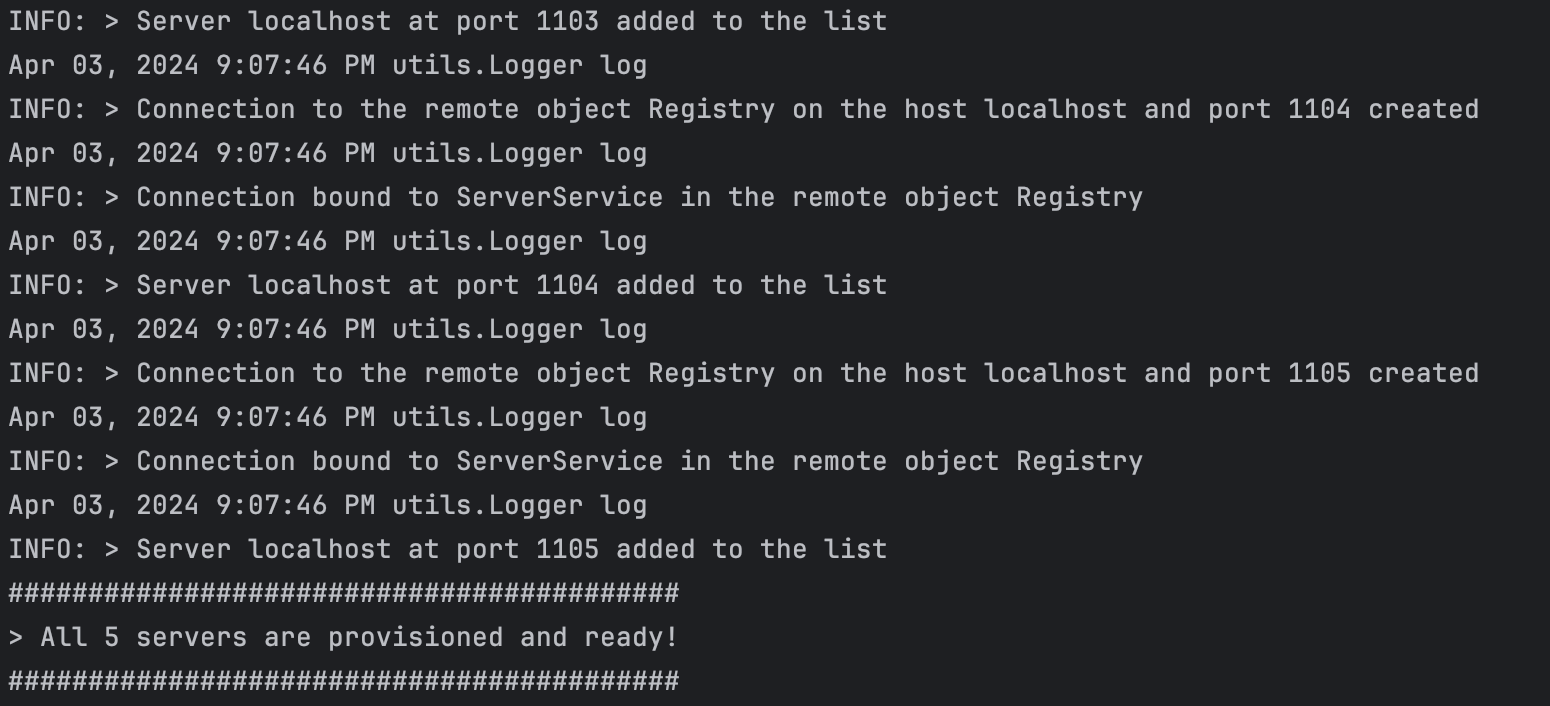 INFO: > Server localhost at port 1103 added to the list
Apr 03, 2024 9:07:46 PM utils.Logger log
INFO: > Connection to the remote object Registry on the host localhost and port 1104 created
Apr 03, 2024 9:07:46 PM utils.Logger log
INFO: > Connection bound to ServerService in the remote object Registry
Apr 03, 2024 9:07:46 PM utils.Logger log
INFO: > Server localhost at port 1104 added to the list
Apr 03, 2024 9:07:46 PM utils.Logger log
INFO: > Connection to the remote object Registry on the host localhost and port 1105 created
Apr 03, 2024 9:07:46 PM utils.Logger log
INFO: > Connection bound to ServerService in the remote object Registry
Apr 03, 2024 9:07:46 PM utils.Logger log
INFO: > Server localhost at port 1105 added to the list
##########################################
> All 5 servers are provisioned and ready!
##########################################